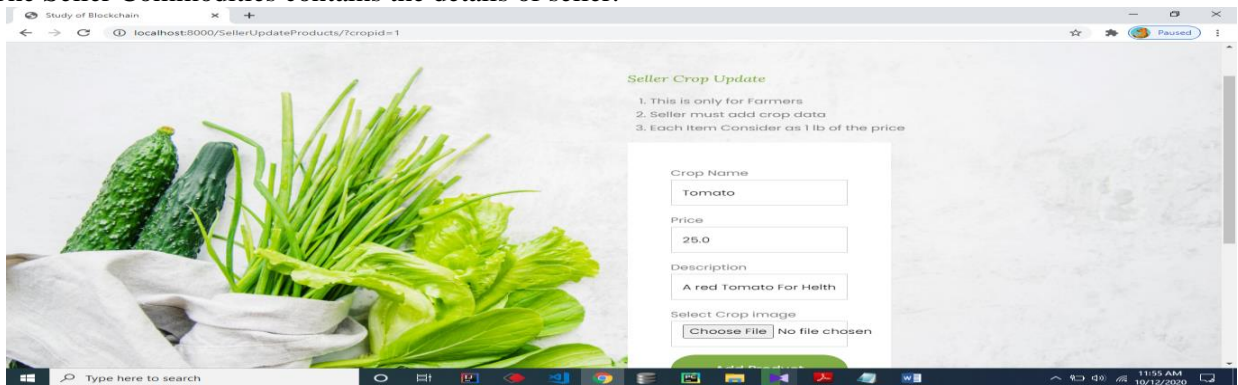 The Seller Commodities contains the details of seller.
Study of Blockchain
localhost:8000/SellerUpdateProducts/?cropid=1
Paused
Seller Crop Update
1. This is only for Farmers
2. Seller must add crop data
3. Each Item Consider as 1 lb of the price
Crop Name
Tomato
Price
25.0
Description
A red Tomato For Helth
Select Crop image
Choose File No file chosen
Add Product
Type here to search
11:55 AM
10/12/2020